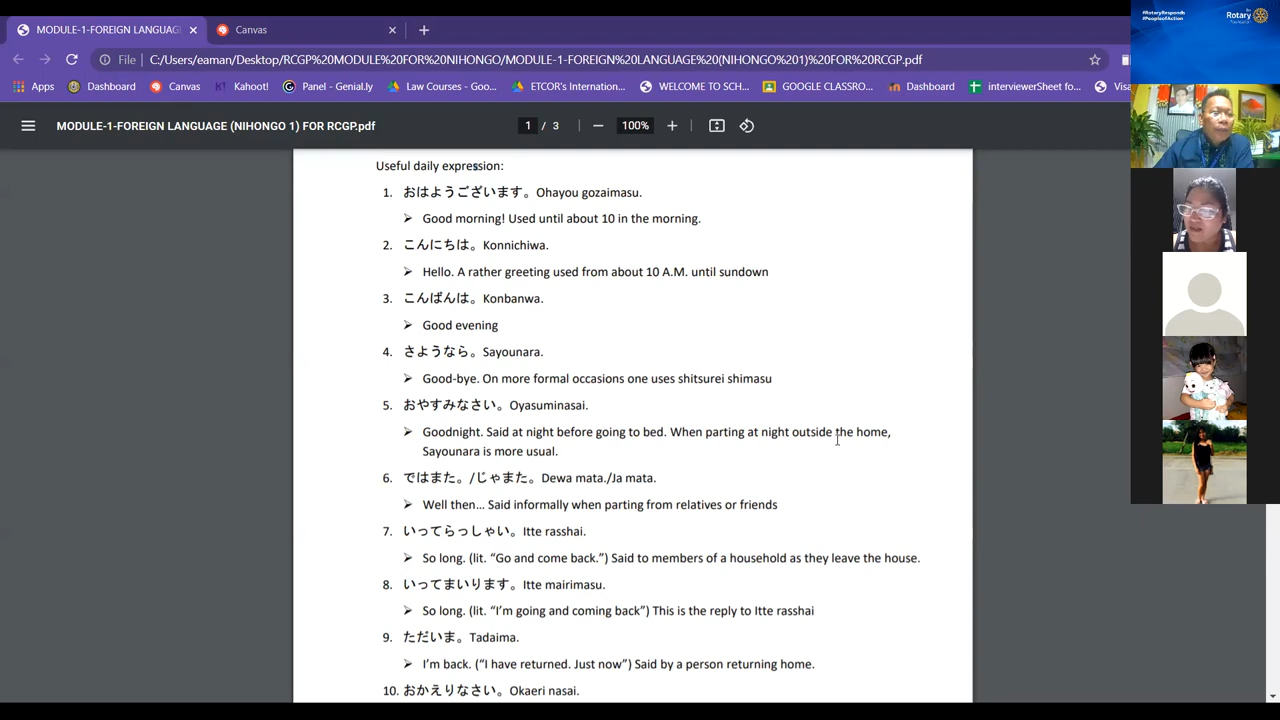 MODULE-1-FOREIGN LANGUAG
Canvas
File
C:/Users/eaman/Desktop/RCGP%20MODULE%20FOR%20NIHONGO/MODULE-1-FOREIGN%20LANGUAGE%20(NIHONGO%201)%20FOR%20RCGP.pdf
Apps
Dashboard
Canvas
Kahoot!
Panel - Genial.ly
Law Courses - Goo...
ETCOR's Internation...
WELCOME TO SCH...
GOOGLE CLASSRO...
Dashboard
interviewerSheet fo...
Visa
MODULE-1-FOREIGN LANGUAGE (NIHONGO 1) FOR RCGP.pdf
1 / 3
100%
Useful daily expression:
1. おはようございます。Ohayou gozaimasu.
➢ Good morning! Used until about 10 in the morning.
2. こんにちは。Konnichiwa.
➢ Hello. A rather greeting used from about 10 A.M. until sundown
3. こんばんは。Konbanwa.
➢ Good evening
4. さようなら。Sayounara.
➢ Good-bye. On more formal occasions one uses shitsurei shimasu
5. おやすみなさい。Oyasuminasai.
➢ Goodnight. Said at night before going to bed. When parting at night outside the home,
Sayounara is more usual.
6. ではまた。/じゃまた。Dewa mata./Ja mata.
➢ Well then... Said informally when parting from relatives or friends
7. いってらっしゃい。Itte rasshai.
➢ So long. (lit. “Go and come back.”) Said to members of a household as they leave the house.
8. いってまいります。Itte mairimasu.
➢ So long. (lit. “I’m going and coming back”) This is the reply to Itte rasshai
9. ただいま。Tadaima.
➢ I’m back. (“I have returned. Just now”) Said by a person returning home.
10. おかえりなさい。Okaeri nasai.
#RotaryResponds
#PeopleofAction
Rotary